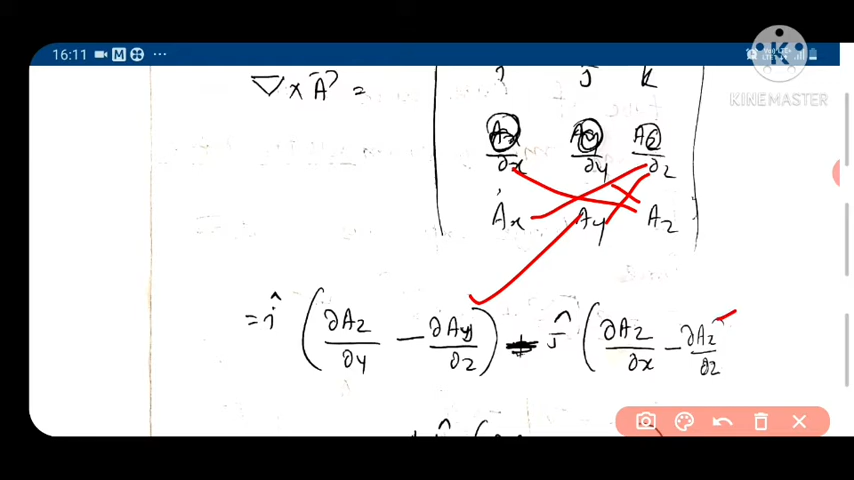 16:11 M ...
K
KINEMASTER
∇ × A⃗ = | i j k |
∂x ∂y ∂z
Ax Ay Az
= î ( ∂Az/∂y − ∂Ay/∂z ) - ĵ ( ∂Az/∂x − ∂Az/∂z